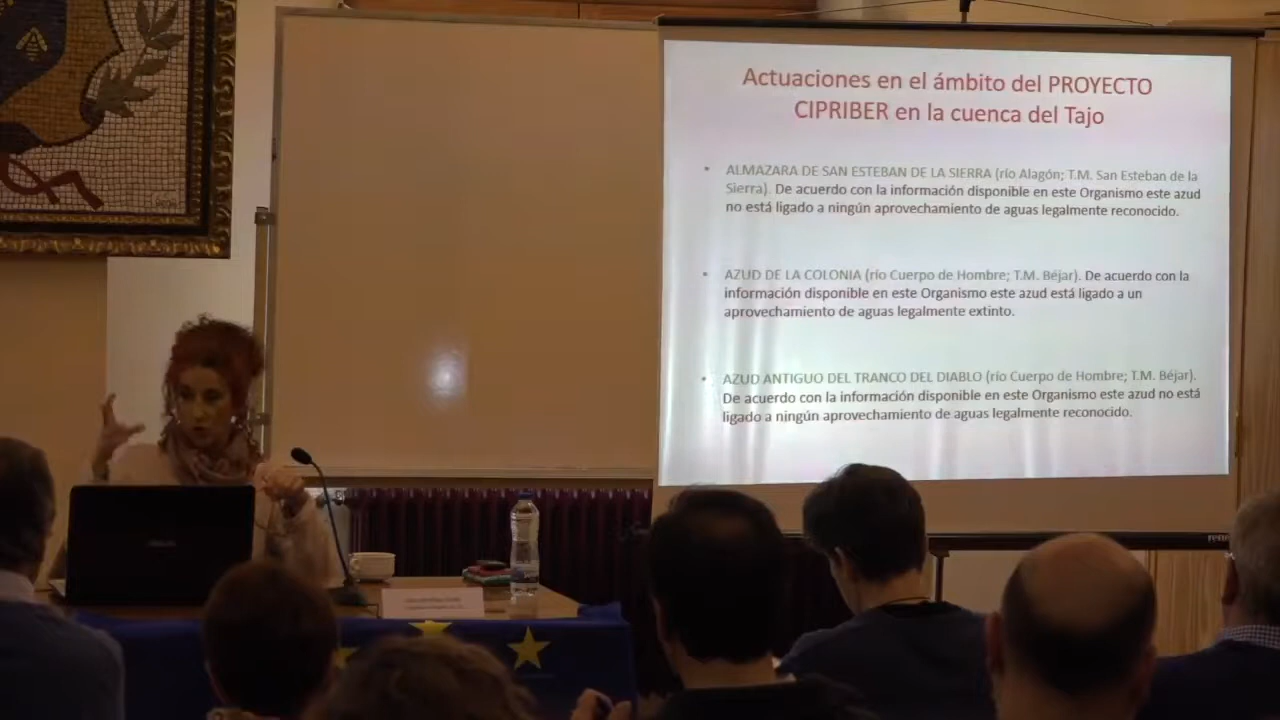 Actuaciones en el ámbito del PROYECTO
CIPRIBER en la cuenca del Tajo
• ALMAZARA DE SAN ESTEBAN DE LA SIERRA (río Alagón; T.M. San Esteban de la
Sierra). De acuerdo con la información disponible en este Organismo este azud
no está ligado a ningún aprovechamiento de aguas legalmente reconocido.
• AZUD DE LA COLONIA (río Cuerpo de Hombre; T.M. Béjar). De acuerdo con la
información disponible en este Organismo este azud está ligado a un
aprovechamiento de aguas legalmente extinto.
• AZUD ANTIGUO DEL TRANCO DEL DIABLO (río Cuerpo de Hombre; T.M. Béjar).
De acuerdo con la información disponible en este Organismo este azud no está
ligado a ningún aprovechamiento de aguas legalmente reconocido.